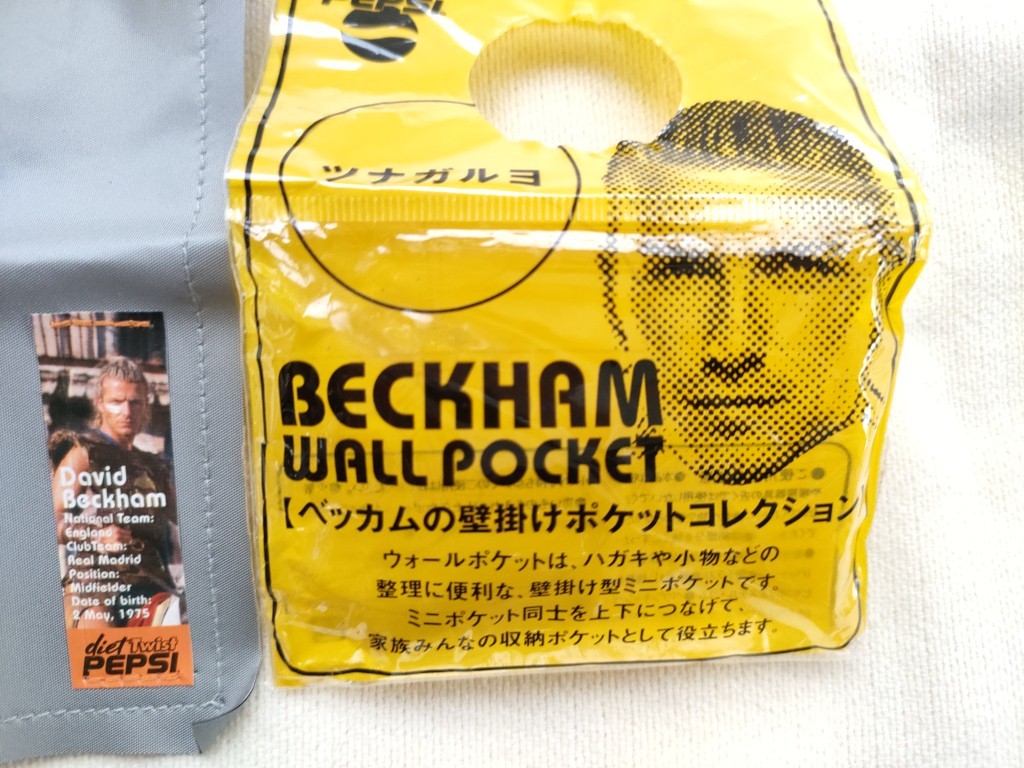 David
Beckham
National Team:
England
Club Team:
Real Madrid
Position:
Midfielder
Date of birth:
2 May, 1975
diet Twist
PEPSI
PEPSI
ツナガルヨ
BECKHAM
WALL POCKET
【ベッカムの壁掛けポケットコレクション
ウォールポケットは、ハガキや小物などの
整理に便利な、壁掛け型ミニポケットです。
ミニポケット同士を上下につなげて、
家族みんなの収納ポケットとして役立ちます。